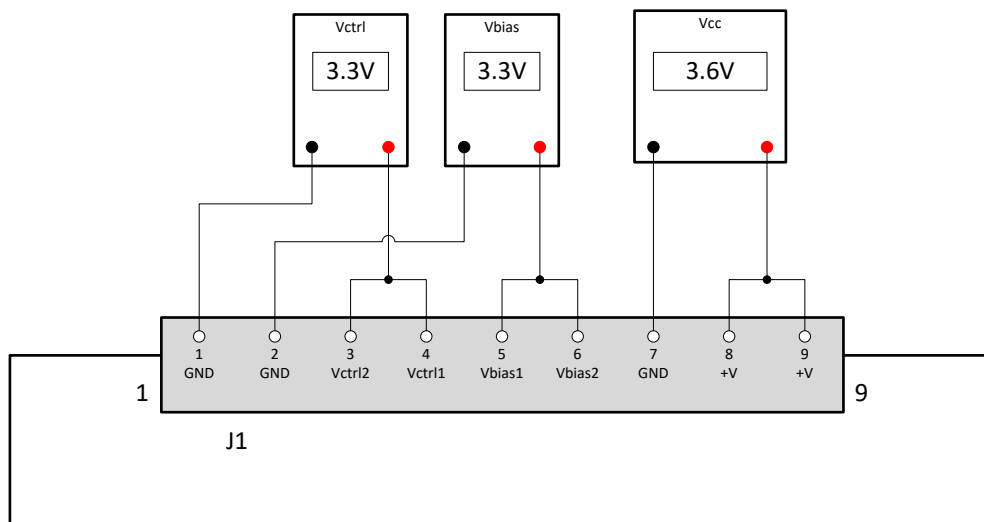 Vctrl Vbias Vcc
3.3V 3.3V 3.6V
1 2 3 4 5 6 7 8 9
GND GND Vctrl2 Vctrl1 Vbias1 Vbias2 GND +V +V
1 9
J1